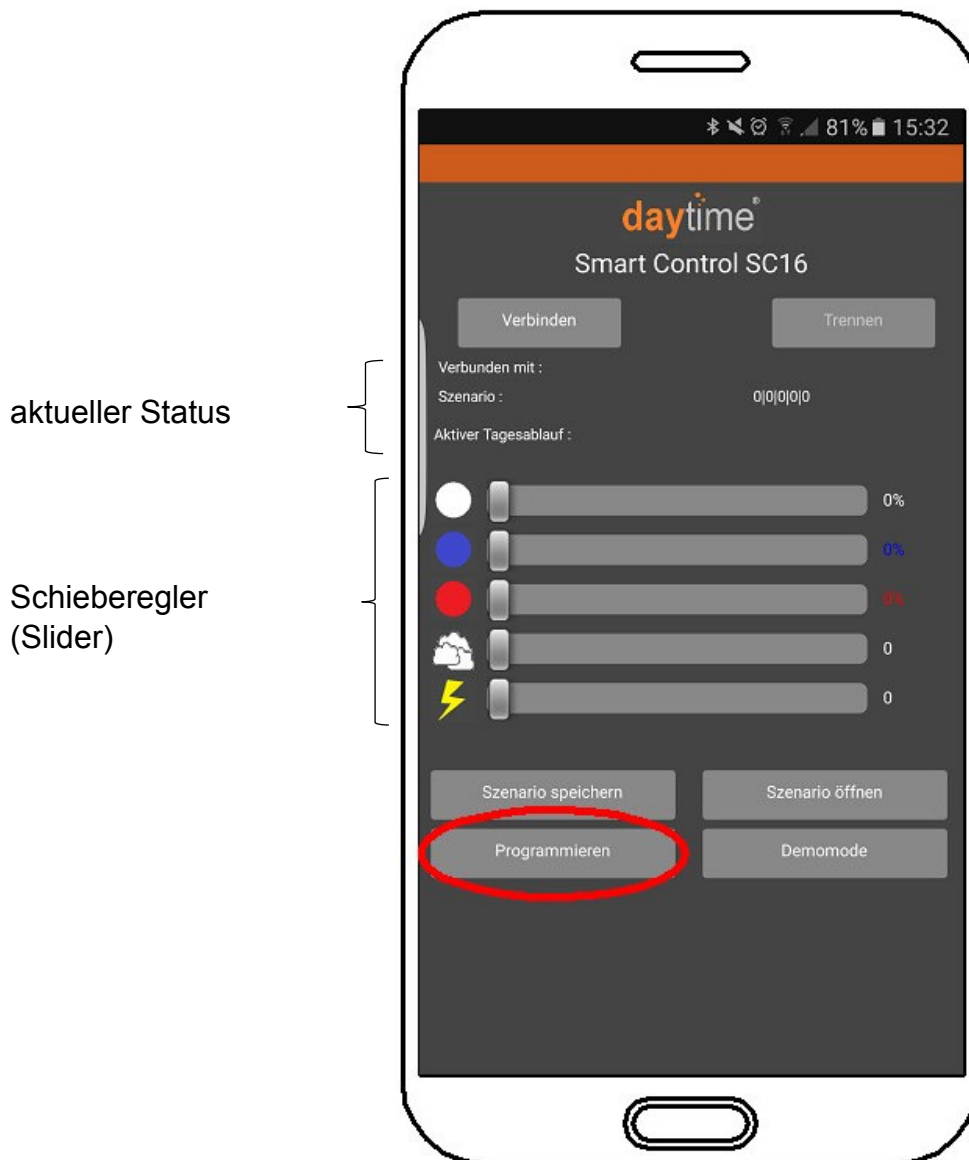 81% 15:32
daytime®
Smart Control SC16
Verbinden Trennen
Verbunden mit :
Szenario : 0|0|0|0|0
Aktiver Tagesablauf :
aktueller Status
0%
0%
0%
0
0
Schieberegler
(Slider)
Szenario speichern Szenario öffnen
Programmieren Demomode